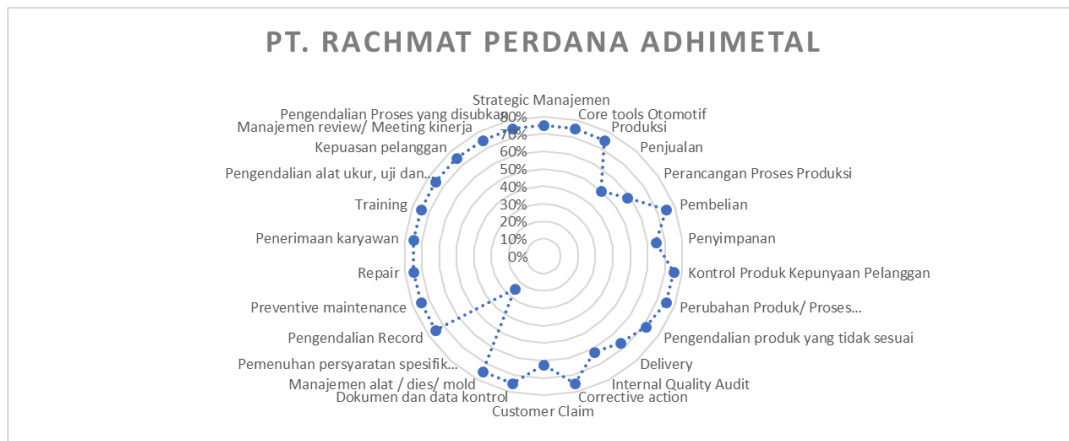 PT. RACHMAT PERDANA ADHIMETAL
Strategic Manajemen
Core tools Otomotif
Produksi
Penjualan
Perancangan Proses Produksi
Pembelian
Penyimpanan
Kontrol Produk Kepunyaan Pelanggan
Perubahan Produk/ Proses...
Pengendalian produk yang tidak sesuai
Delivery
Internal Quality Audit
Corrective action
Customer Claim
Dokumen dan data kontrol
Manajemen alat / dies/ mold
Pemenuhan persyaratan spesifik...
Pengendalian Record
Preventive maintenance
Repair
Penerimaan karyawan
Training
Pengendalian alat ukur, uji dan...
Kepuasan pelanggan
Manajemen review/ Meeting kinerja
Pengendalian Proses yang disubkan
80%
70%
60%
50%
40%
30%
20%
10%
0%